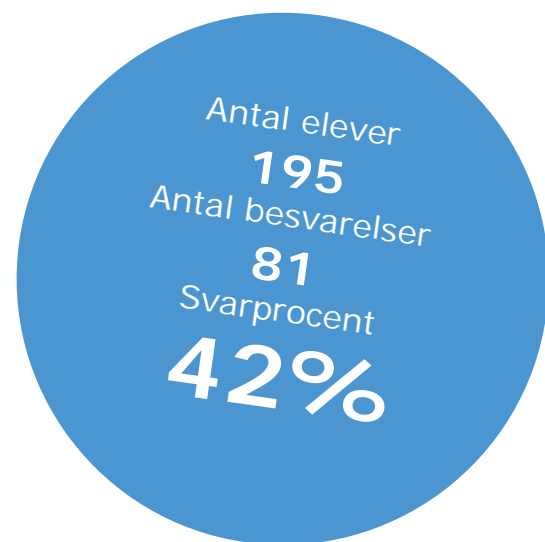 Antal elever
195
Antal besvarelser
81
Svarprocent
42%